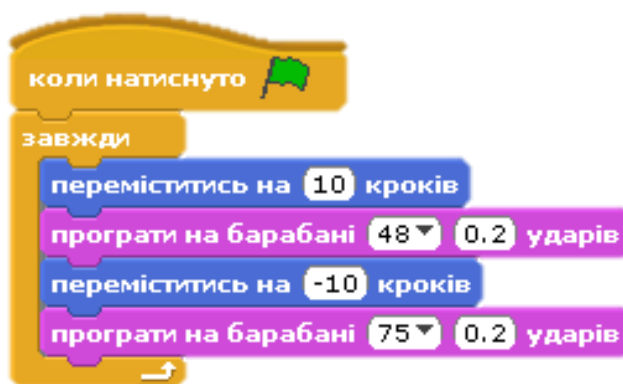 коли натиснуто
завжди
переміститись на 10 кроків
програти на барабані 48 0.2 ударів
переміститись на -10 кроків
програти на барабані 75 0.2 ударів